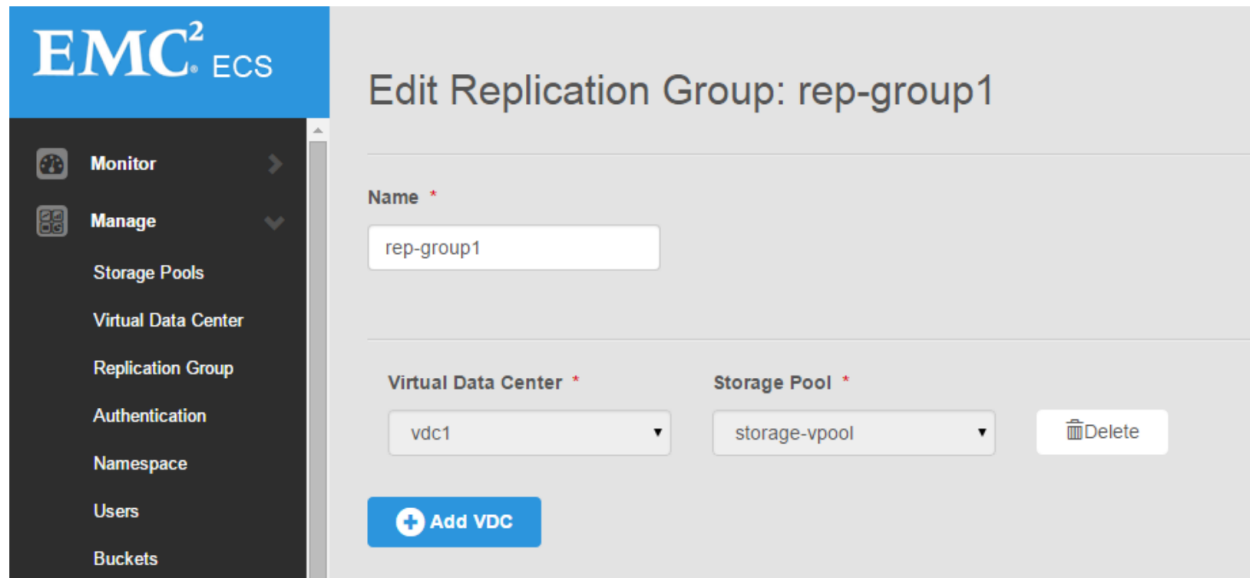 EMC² ECS
Edit Replication Group: rep-group1
Monitor
Manage
Storage Pools
Virtual Data Center
Replication Group
Authentication
Namespace
Users
Buckets
Name *
rep-group1
Virtual Data Center * Storage Pool *
vdc1 storage-vpool Delete
Add VDC